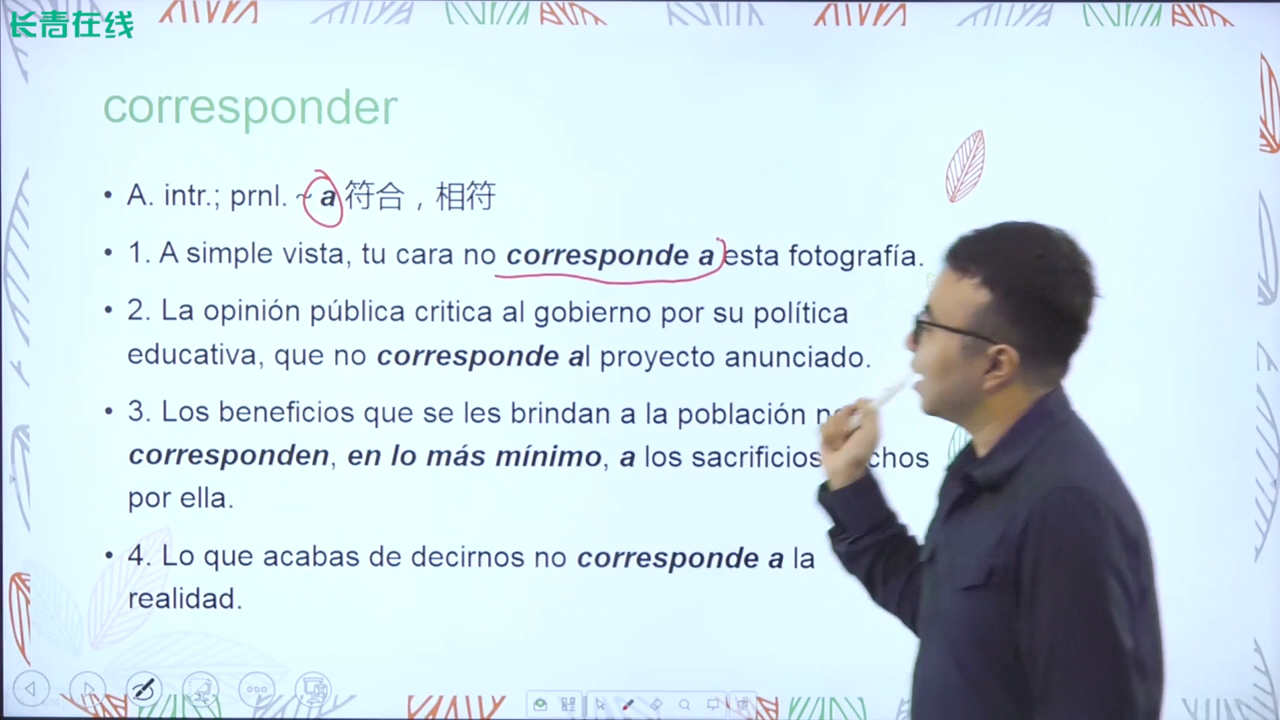 长青在线
corresponder
• A. intr.; prnl. ~ a 符合，相符
• 1. A simple vista, tu cara no corresponde a esta fotografía.
• 2. La opinión pública critica al gobierno por su política
educativa, que no corresponde al proyecto anunciado.
• 3. Los beneficios que se les brindan a la población
corresponden, en lo más mínimo, a los sacrificios
por ella.
• 4. Lo que acabas de decirnos no corresponde a la
realidad.